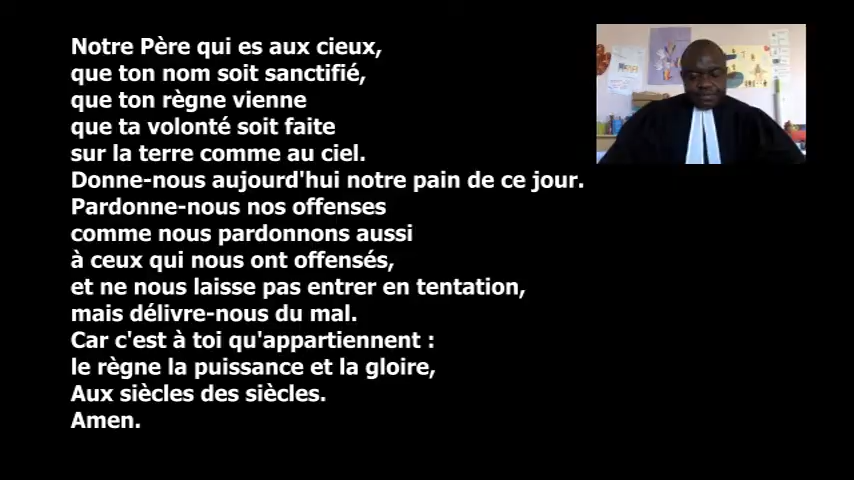 Notre Père qui es aux cieux,
que ton nom soit sanctifié,
que ton règne vienne
que ta volonté soit faite
sur la terre comme au ciel.
Donne-nous aujourd'hui notre pain de ce jour.
Pardonne-nous nos offenses
comme nous pardonnons aussi
à ceux qui nous ont offensés,
et ne nous laisse pas entrer en tentation,
mais délivre-nous du mal.
Car c'est à toi qu'appartiennent :
le règne la puissance et la gloire,
Aux siècles des siècles.
Amen.